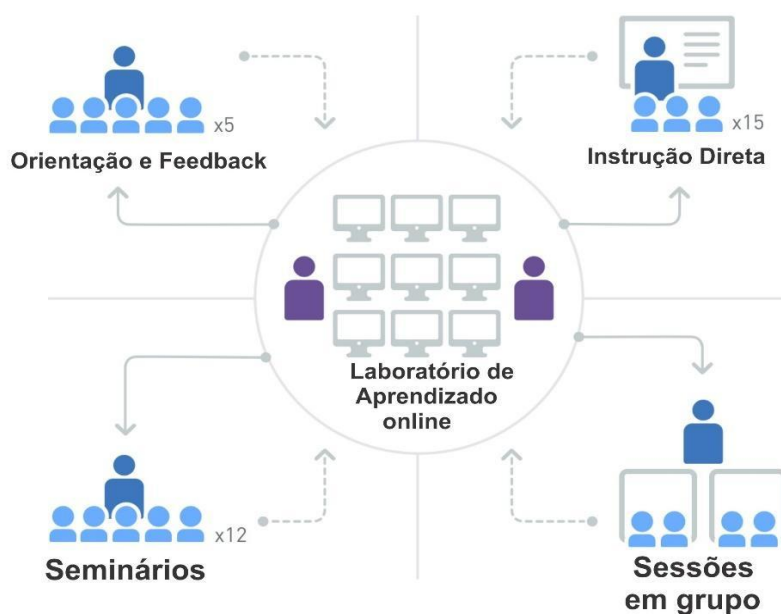 x5
Orientação e Feedback
x15
Instrução Direta
Laboratório de
Aprendizado
online
x12
Seminários
Sessões
em grupo